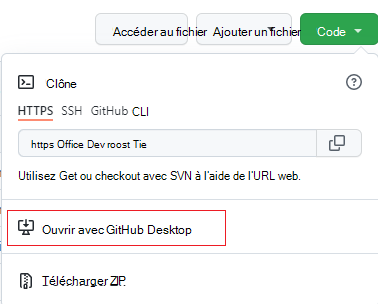 Accéder au fichier Ajouter un fichier Code
Clône
HTTPS SSH GitHub CLI
https Office Dev roost Tie
Utilisez Get ou checkout avec SVN à l'aide de l'URL web.
Ouvrir avec GitHub Desktop
Télécharger ZIP.